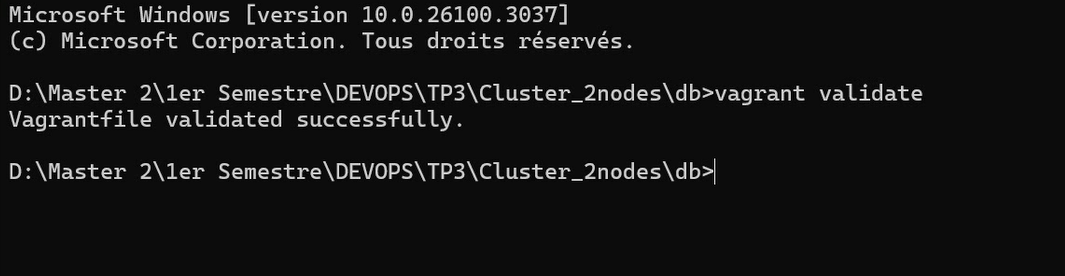 Microsoft Windows [version 10.0.26100.3037]
(c) Microsoft Corporation. Tous droits réservés.
D:\Master 2\1er Semestre\DEVOPS\TP3\Cluster_2nodes\db>vagrant validate
Vagrantfile validated successfully.
D:\Master 2\1er Semestre\DEVOPS\TP3\Cluster_2nodes\db>